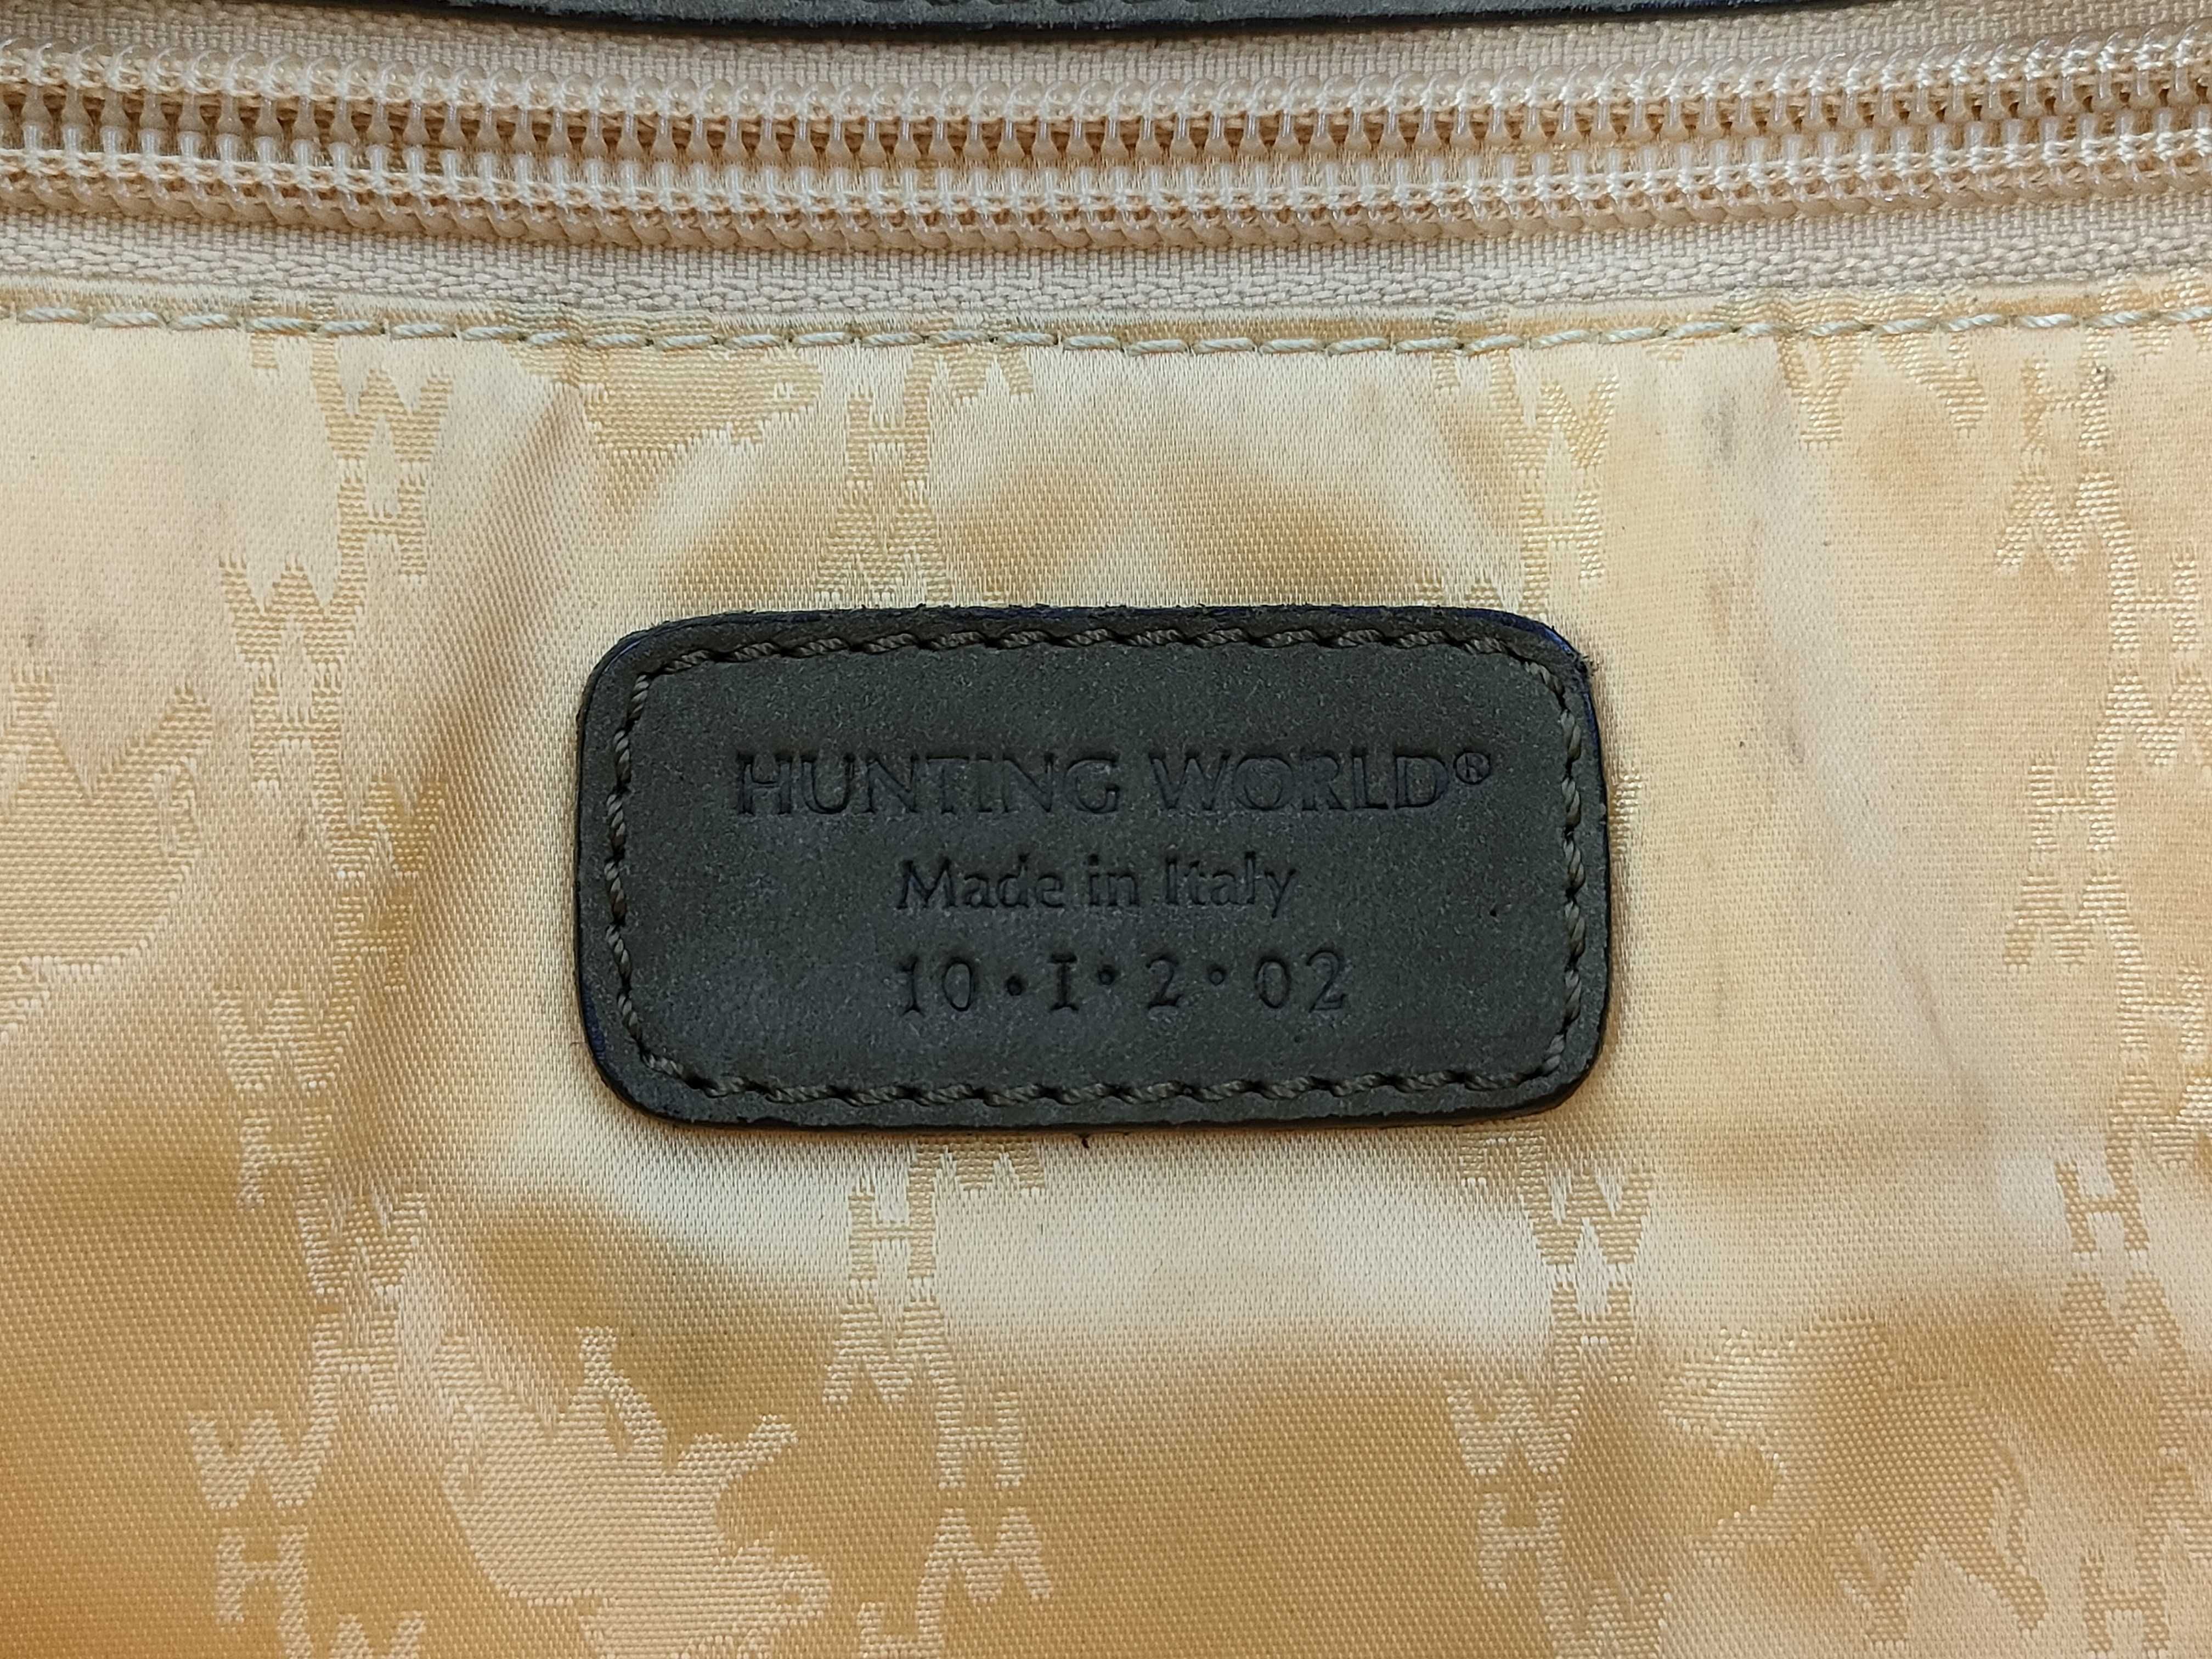 HUNTING WORLD®
Made in Italy
10•I•2•02